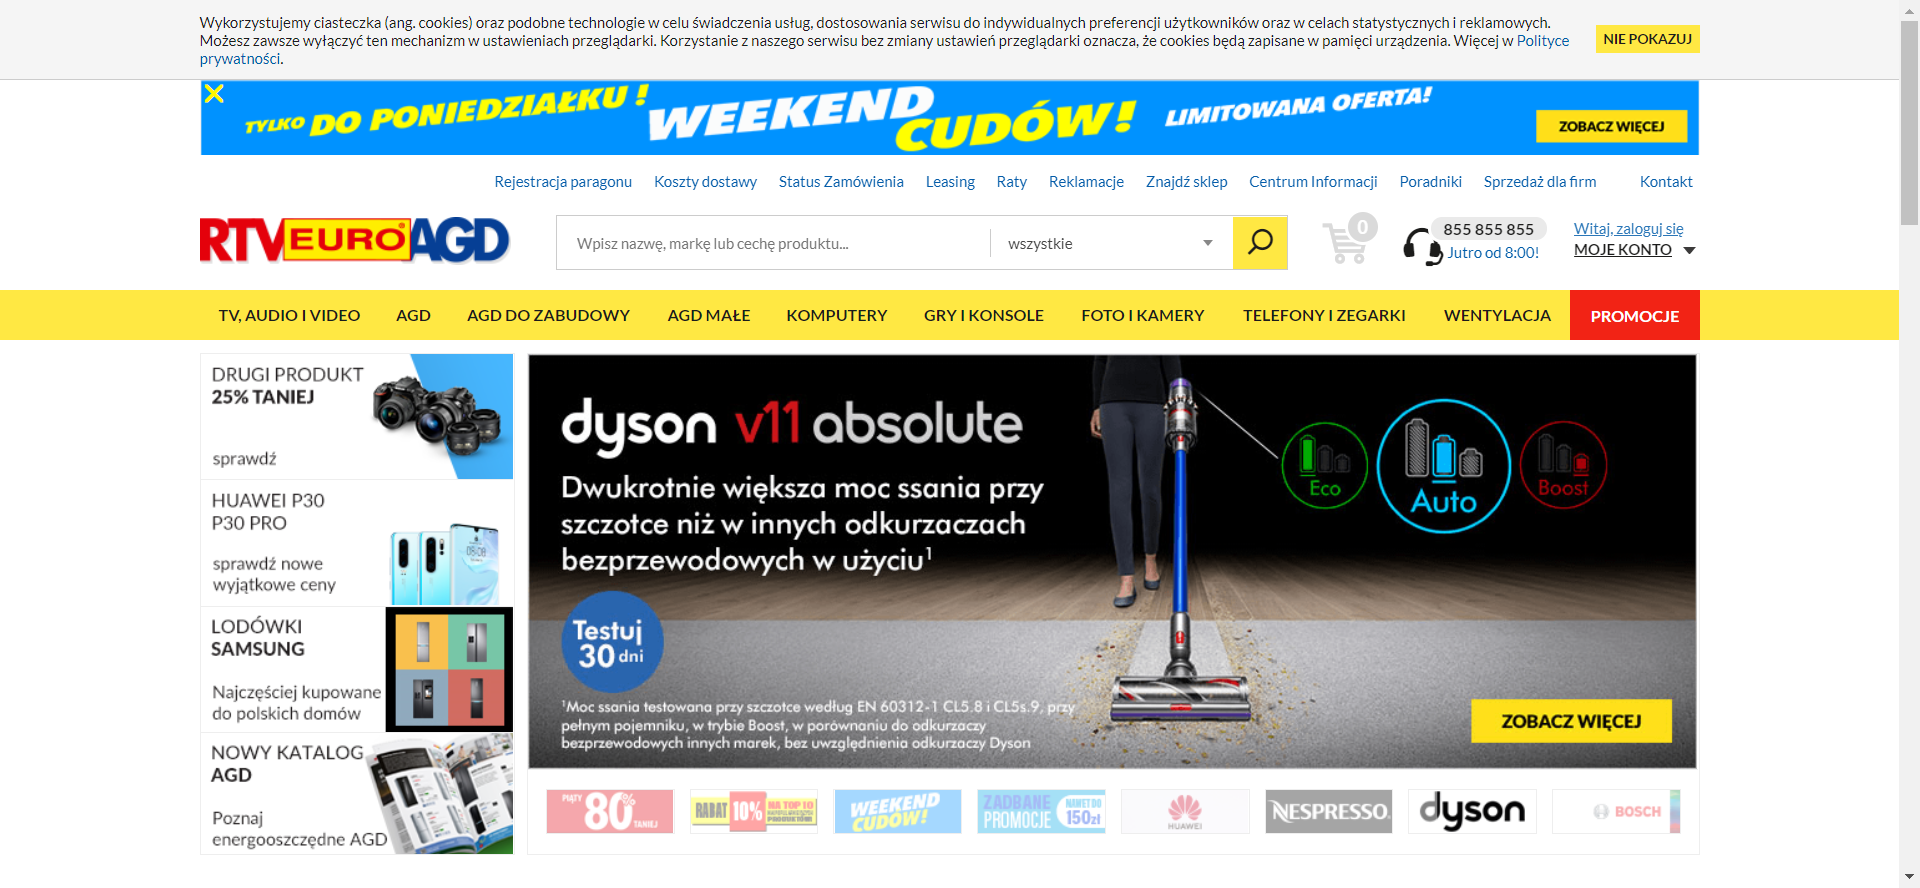 Wykorzystujemy ciasteczka (ang. cookies) oraz podobne technologie w celu świadczenia usług, dostosowania serwisu do indywidualnych preferencji użytkowników oraz w celach statystycznych i reklamowych.
Możesz zawsze wyłączyć ten mechanizm w ustawieniach przeglądarki. Korzystanie z naszego serwisu bez zmiany ustawień przeglądarki oznacza, że cookies będą zapisane w pamięci urządzenia. Więcej w Polityce
prywatności.
NIE POKAZUJ
TYLKO DO PONIEDZIAŁKU ! WEEKEND CUDÓW! LIMITOWANA OFERTA!
ZOBACZ WIĘCEJ
Rejestracja paragonu Koszty dostawy Status Zamówienia Leasing Raty Reklamacje Znajdź sklep Centrum Informacji Poradniki Sprzedaż dla firm Kontakt
RTV EURO AGD
Wpisz nazwę, markę lub cechę produktu...
wszystkie
0
855 855 855
Jutro od 8:00!
Witaj, zaloguj się
MOJE KONTO
TV, AUDIO I VIDEO AGD AGD DO ZABUDOWY AGD MAŁE KOMPUTERY GRY I KONSOLE FOTO I KAMERY TELEFONY I ZEGARKI WENTYLACJA PROMOCJE
DRUGI PRODUKT
25% TANIEJ
sprawdź
HUAWEI P30
P30 PRO
sprawdź nowe
wyjątkowe ceny
08:08
LODÓWKI
SAMSUNG
Najczęściej kupowane
do polskich domów
NOWY KATALOG
AGD
Poznaj
energooszczędne AGD
dyson v11 absolute
Dwukrotnie większa moc ssania przy
szczotce niż w innych odkurzaczach
bezprzewodowych w użyciu¹
Eco
Auto
Boost
Testuj
30 dni
¹Moc ssania testowana przy szczotce według EN 60312-1 CL5.8 i CL5s.9, przy
pełnym pojemniku, w trybie Boost, w porównaniu do odkurzaczy
bezprzewodowych innych marek, bez uwzględnienia odkurzaczy Dyson
ZOBACZ WIĘCEJ
PIĄTY 80% TANIEJ
RABAT 10% NA TOP 10
PRODUKTÓW
WEEKEND
CUDÓW!
ZADBANE
PROMOCJE
NAWET DO
150zł
HUAWEI
NESPRESSO
dyson
BOSCH